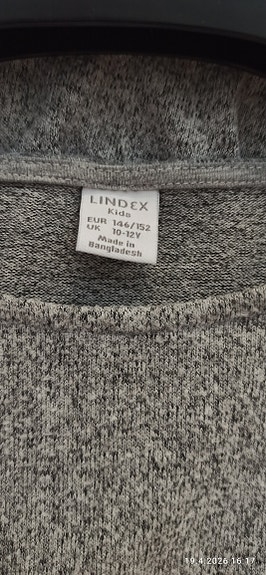 LINDEX
Kids
EUR 146/152
UK 10-12Y
Made in
Bangladesh
19.4.2026 16:17